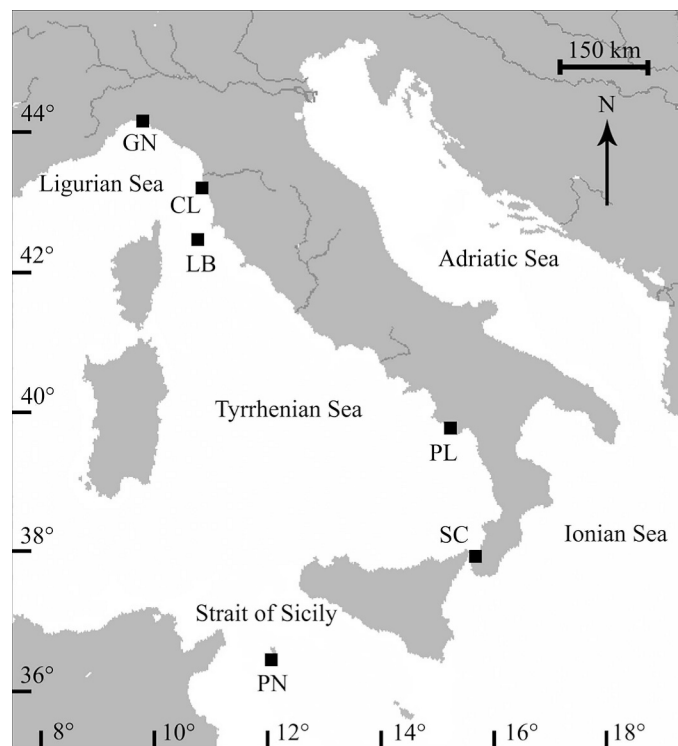 150 km
N
44°
GN
Ligurian Sea
CL
Adriatic Sea
LB
42°
40°
Tyrrhenian Sea
PL
SC
38°
Ionian Sea
Strait of Sicily
36°
PN
8°
10°
12°
14°
16°
18°